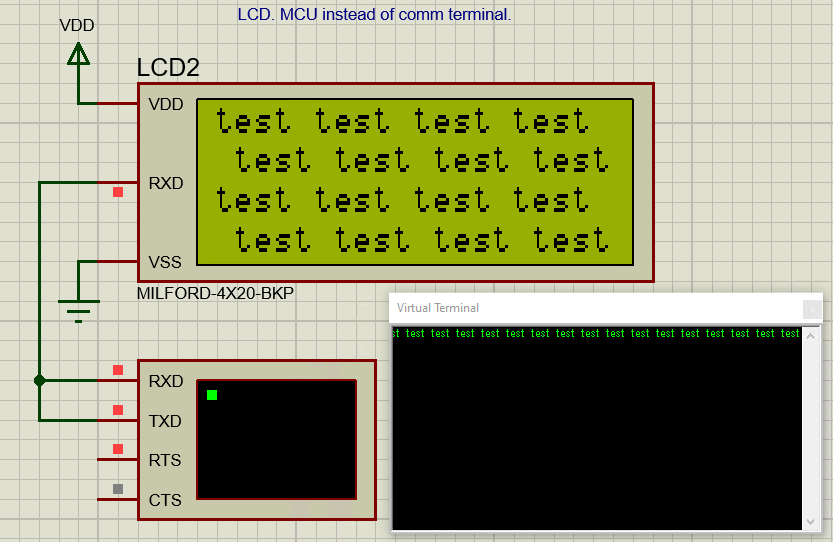 LCD. MCU instead of comm terminal.
VDD
LCD2
VDD
test test test test
test test test test
RXD
test test test test
test test test test
VSS
MILFORD-4X20-BKP
Virtual Terminal
st test test test test test test test test test test test test test test test test
RXD
TXD
RTS
CTS